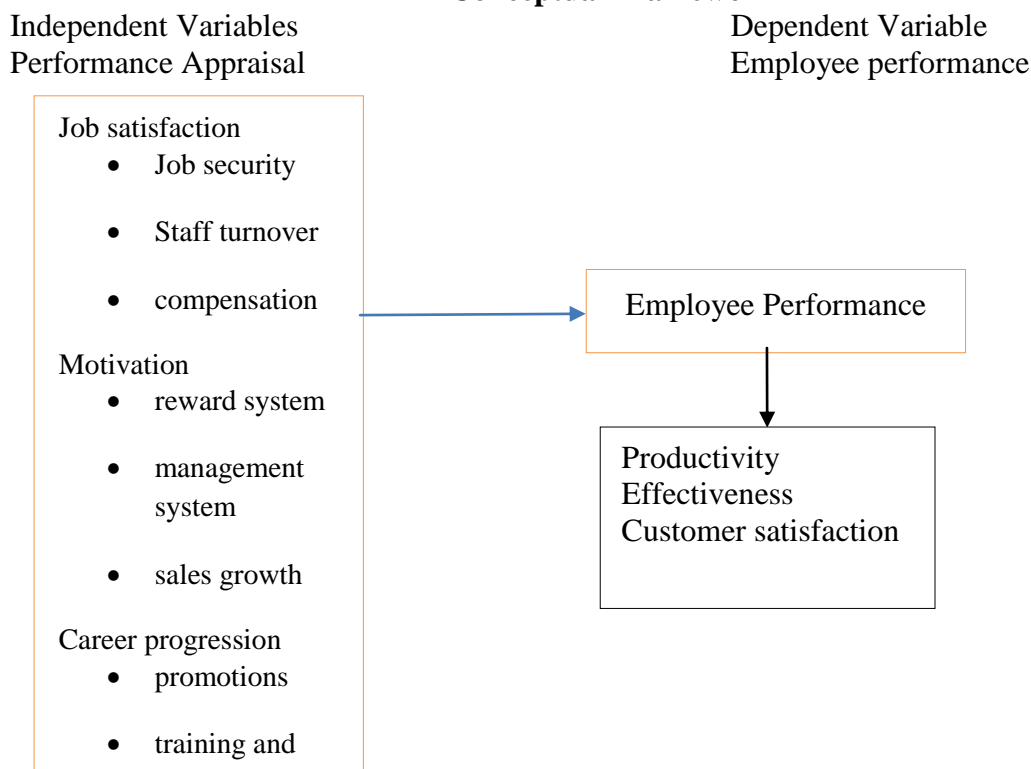 Independent Variables
Performance Appraisal
Dependent Variable
Employee performance
Job satisfaction
• Job security
• Staff turnover
• compensation
Motivation
• reward system
• management
system
• sales growth
Career progression
• promotions
• training and
Employee Performance
Productivity
Effectiveness
Customer satisfaction